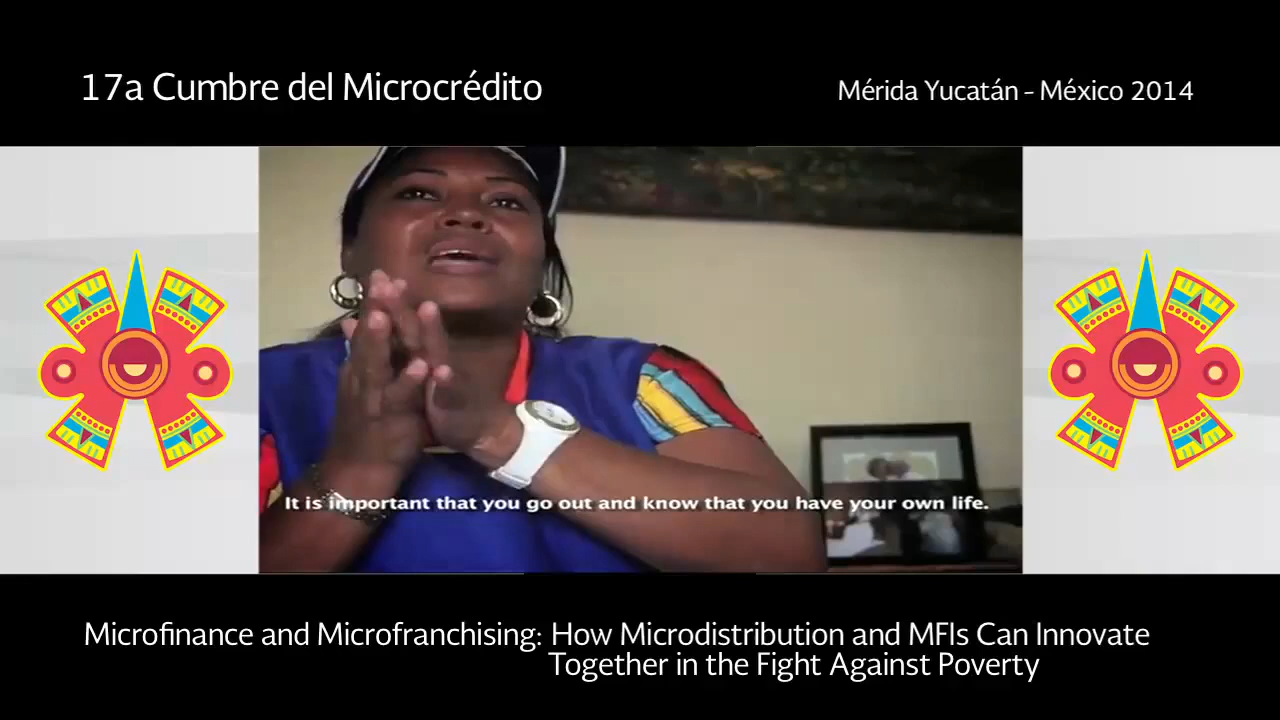 17a Cumbre del Microcrédito
Mérida Yucatán - México 2014
It is important that you go out and know that you have your own life.
Microfinance and Microfranchising: How Microdistribution and MFIs Can Innovate
Together in the Fight Against Poverty